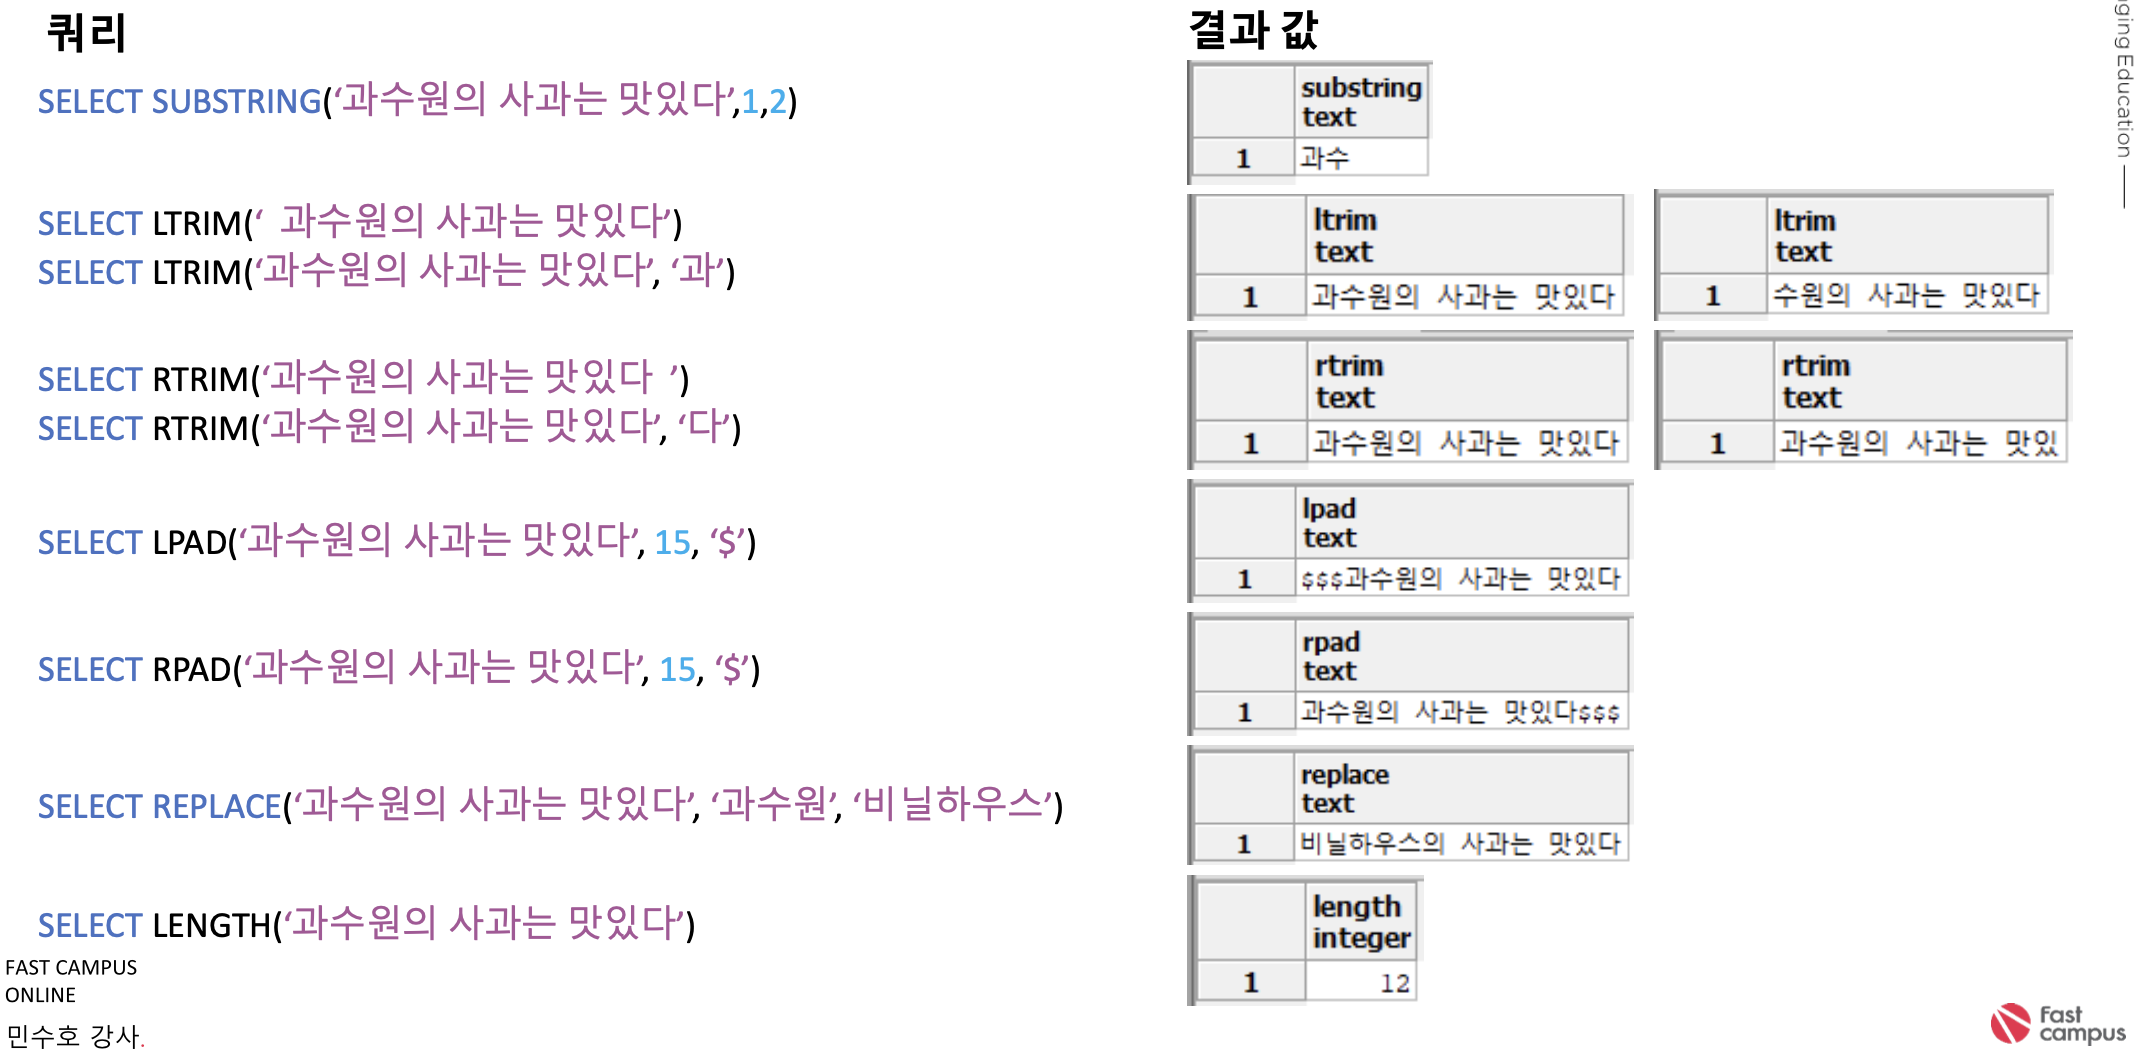 쿼리
SELECT SUBSTRING(‘과수원의 사과는 맛있다’,1,2)
SELECT LTRIM(‘ 과수원의 사과는 맛있다’)
SELECT LTRIM(‘과수원의 사과는 맛있다’, ‘과’)
SELECT RTRIM(‘과수원의 사과는 맛있다 ’)
SELECT RTRIM(‘과수원의 사과는 맛있다’, ‘다’)
SELECT LPAD(‘과수원의 사과는 맛있다’, 15, ‘$’)
SELECT RPAD(‘과수원의 사과는 맛있다’, 15, ‘$’)
SELECT REPLACE(‘과수원의 사과는 맛있다’, ‘과수원’, ‘비닐하우스’)
SELECT LENGTH(‘과수원의 사과는 맛있다’)
FAST CAMPUS
ONLINE
민수호 강사.
결과 값
substring
text
1 과수
ltrim
text
1 과수원의 사과는 맛있다
ltrim
text
1 수원의 사과는 맛있다
rtrim
text
1 과수원의 사과는 맛있다
rtrim
text
1 과수원의 사과는 맛있
lpad
text
1 $$$과수원의 사과는 맛있다
rpad
text
1 과수원의 사과는 맛있다$$$
replace
text
1 비닐하우스의 사과는 맛있다
length
integer
1 12
Education
Fast
campus